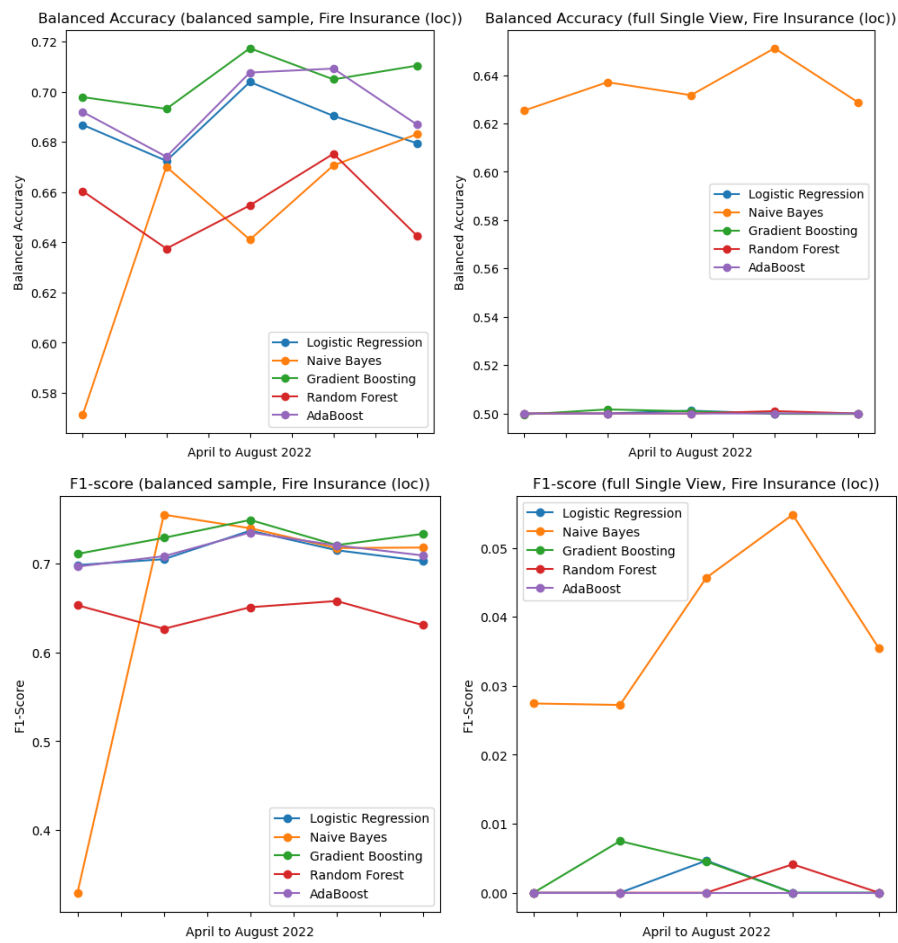 Balanced Accuracy (balanced sample, Fire Insurance (loc))
0.72
0.70
0.68
0.66
0.64
0.62
0.60
0.58
Balanced Accuracy
Logistic Regression
Naive Bayes
Gradient Boosting
Random Forest
AdaBoost
April to August 2022
Balanced Accuracy (full Single View, Fire Insurance (loc))
0.64
0.62
0.60
0.58
0.56
0.54
0.52
0.50
Balanced Accuracy
Logistic Regression
Naive Bayes
Gradient Boosting
Random Forest
AdaBoost
April to August 2022
F1-score (balanced sample, Fire Insurance (loc))
0.7
0.6
0.5
0.4
F1-Score
Logistic Regression
Naive Bayes
Gradient Boosting
Random Forest
AdaBoost
April to August 2022
F1-score (full Single View, Fire Insurance (loc))
Logistic Regression
Naive Bayes
Gradient Boosting
Random Forest
AdaBoost
0.05
0.04
0.03
0.02
0.01
0.00
F1-Score
April to August 2022